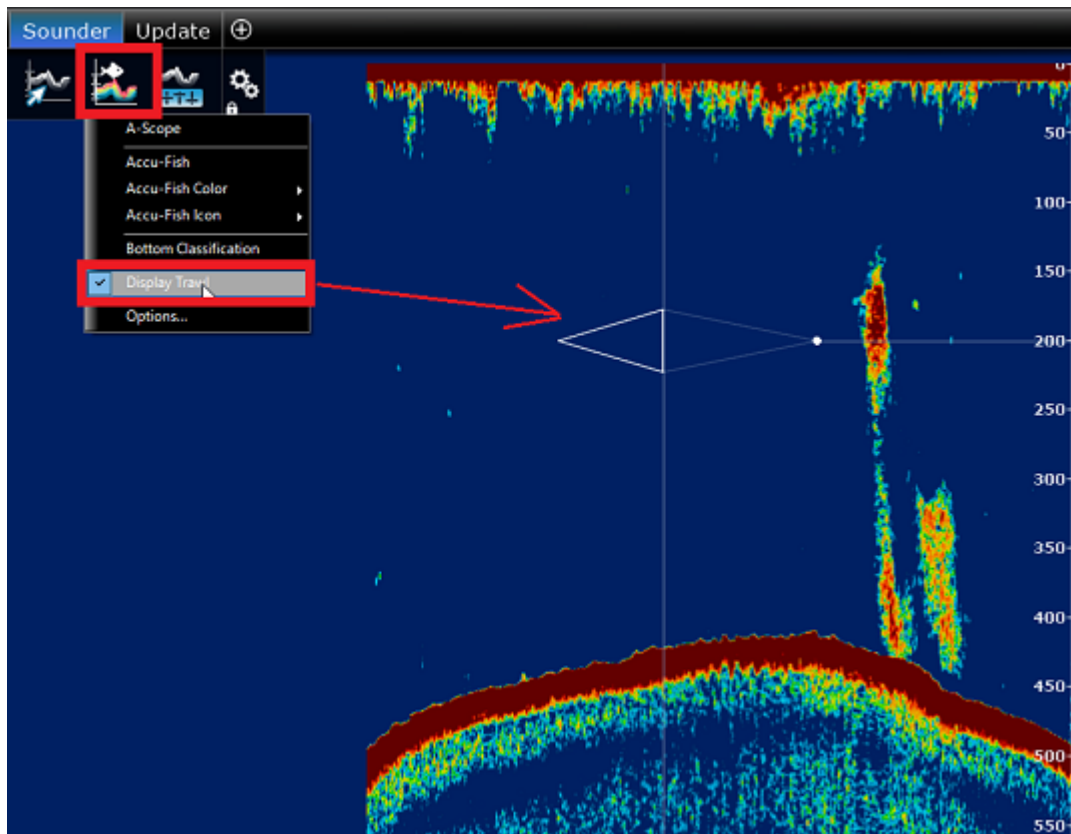 Sounder Update
A-Scope
Accu-Fish
Accu-Fish Color
Accu-Fish Icon
Bottom Classification
Display Trawl
Options...
0
50
100
150
200
250
300
350
400
450
500
550